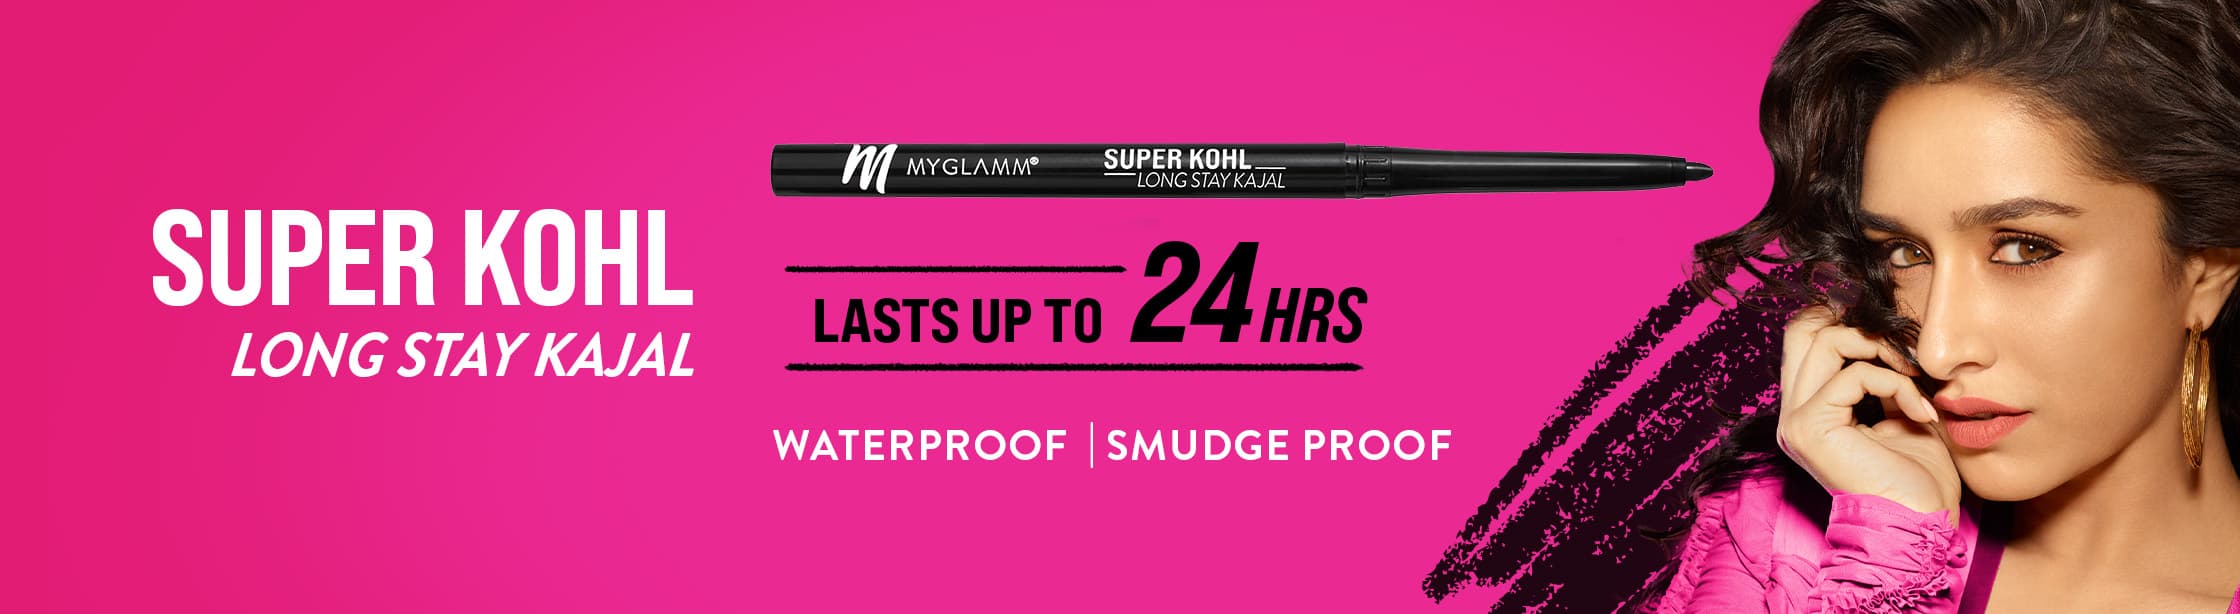 SUPER KOHL
LONG STAY KAJAL
M MYGLAMM®
SUPER KOHL
LONG STAY KAJAL
LASTS UP TO 24 HRS
WATERPROOF | SMUDGE PROOF